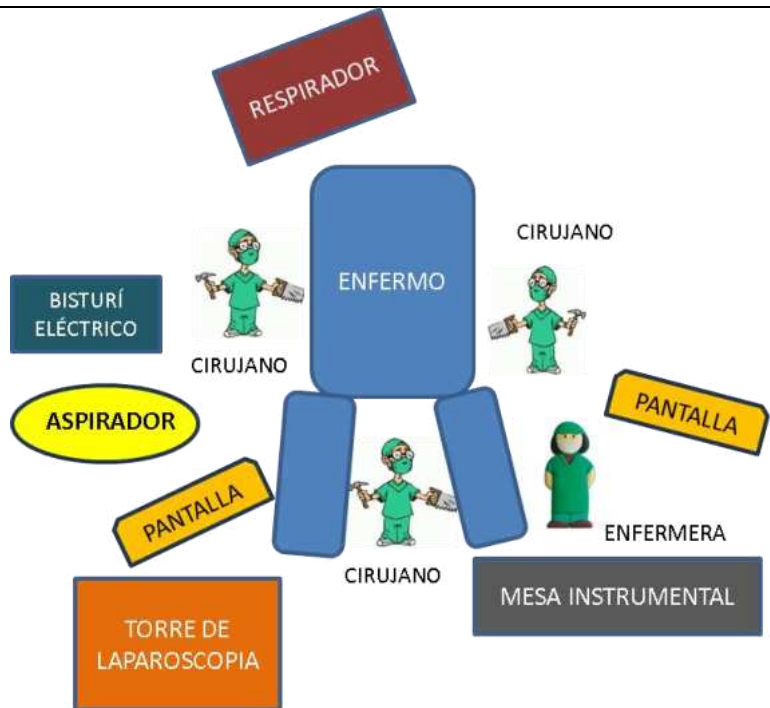 RESPIRADOR
CIRUJANO
ENFERMO
BISTURÍ
ELÉCTRICO
CIRUJANO
PANTALLA
ASPIRADOR
PANTALLA
ENFERMERA
CIRUJANO
MESA INSTRUMENTAL
TORRE DE
LAPAROSCOPIA